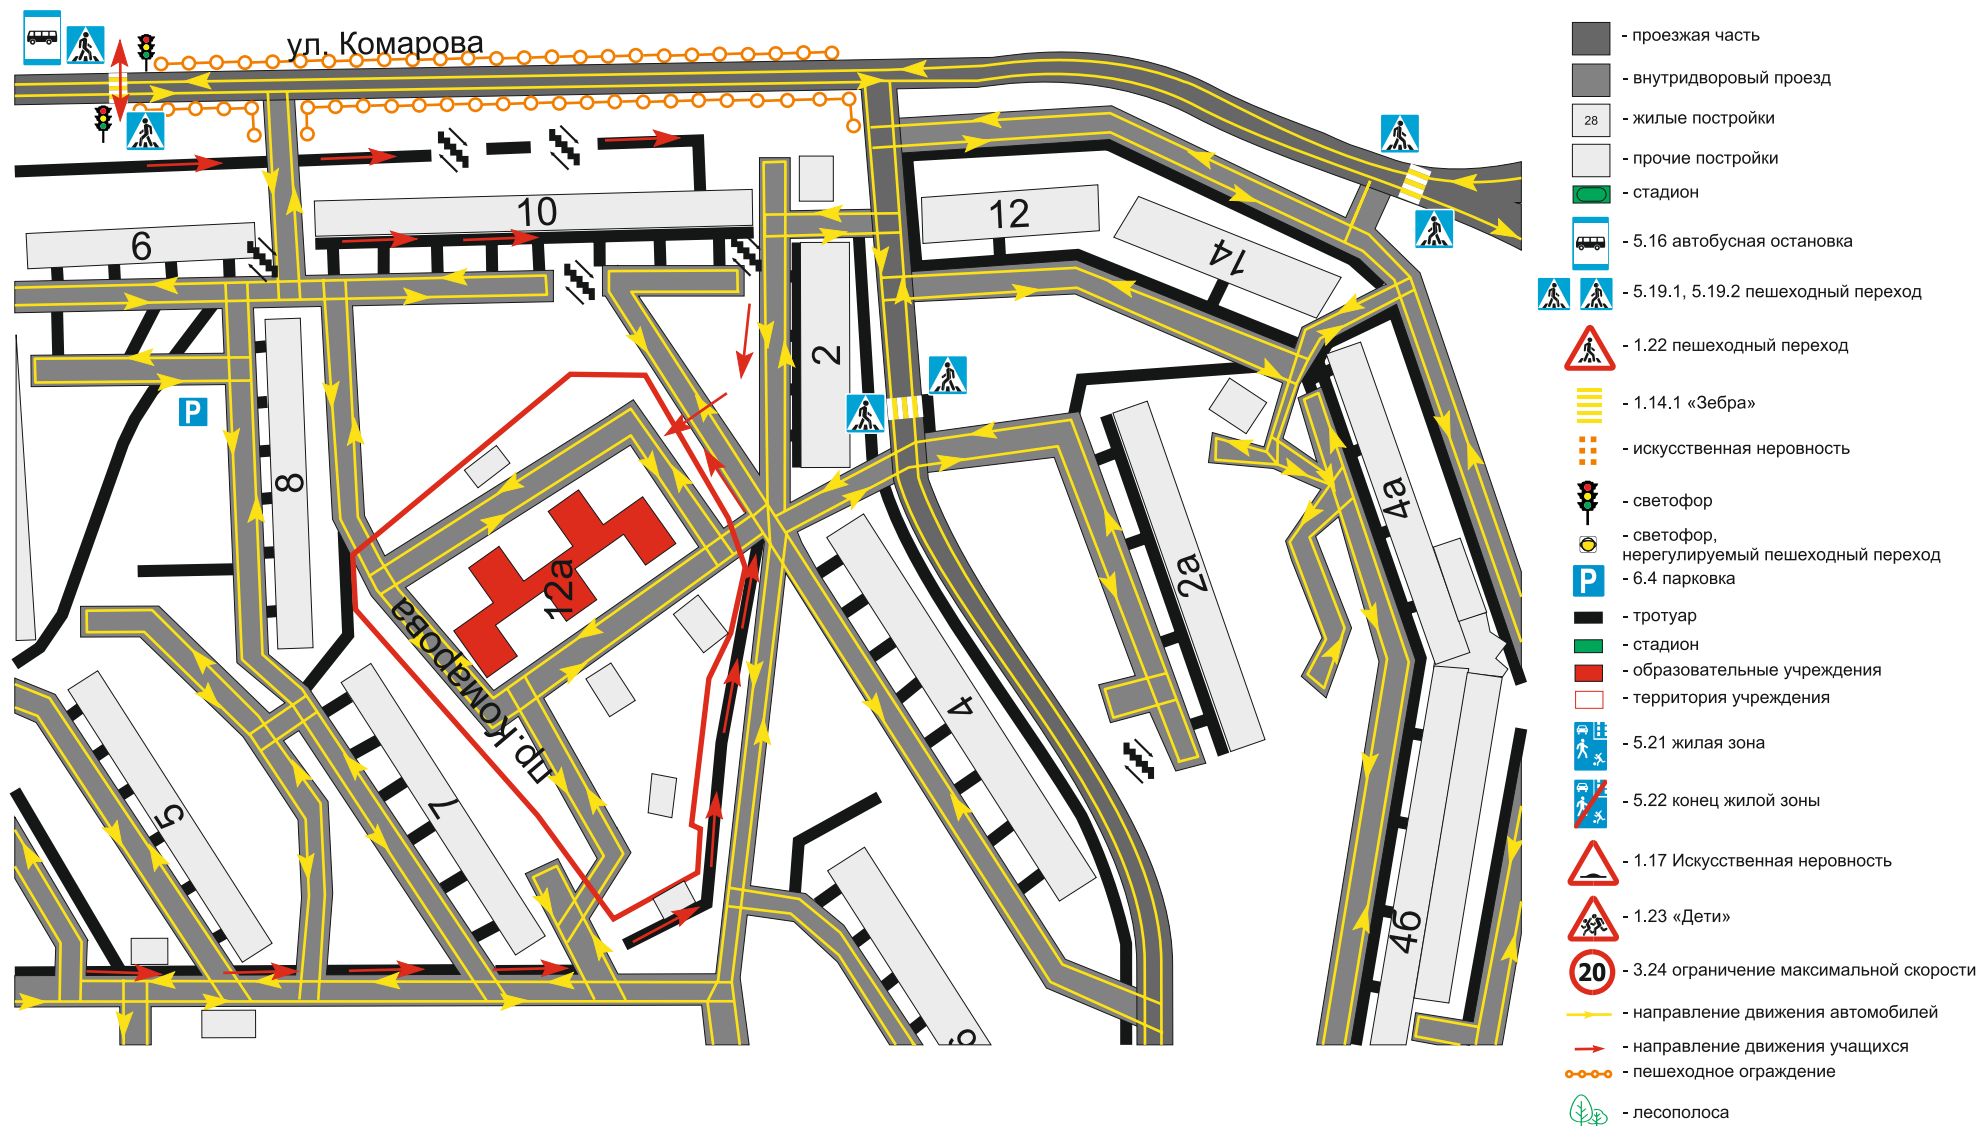 ул. Комарова
6
10
12
14
2
8
4а
2а
12а
пр.Комарова
4
5
7
4б
6
P
- проезжая часть
- внутридворовый проезд
28 - жилые постройки
- прочие постройки
- стадион
- 5.16 автобусная остановка
- 5.19.1, 5.19.2 пешеходный переход
- 1.22 пешеходный переход
- 1.14.1 «Зебра»
- искусственная неровность
- светофор
- светофор,
нерегулируемый пешеходный переход
P - 6.4 парковка
- тротуар
- стадион
- образовательные учреждения
- территория учреждения
- 5.21 жилая зона
- 5.22 конец жилой зоны
- 1.17 Искусственная неровность
- 1.23 «Дети»
20 - 3.24 ограничение максимальной скорости
- направление движения автомобилей
- направление движения учащихся
- пешеходное ограждение
- лесополоса